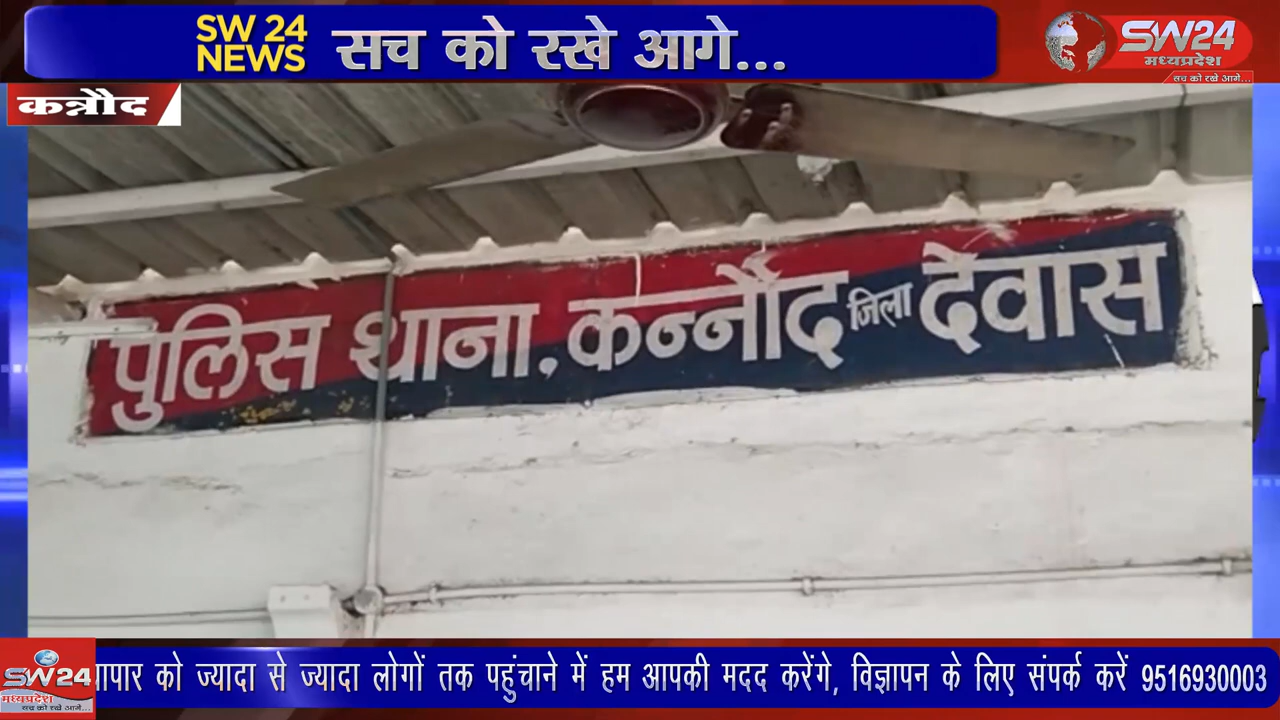 SW 24
NEWS
सच को रखे आगे...
SW24
मध्यप्रदेश
सच को रखे आगे...
कन्नौद
पुलिस थाना. कन्नौद जिला देवास
SW24
मध्यप्रदेश
सच को रखे आगे...
को ज्यादा से ज्यादा लोगों तक पहुंचाने में हम आपकी मदद करेंगे, विज्ञापन के लिए संपर्क करें 9516930003